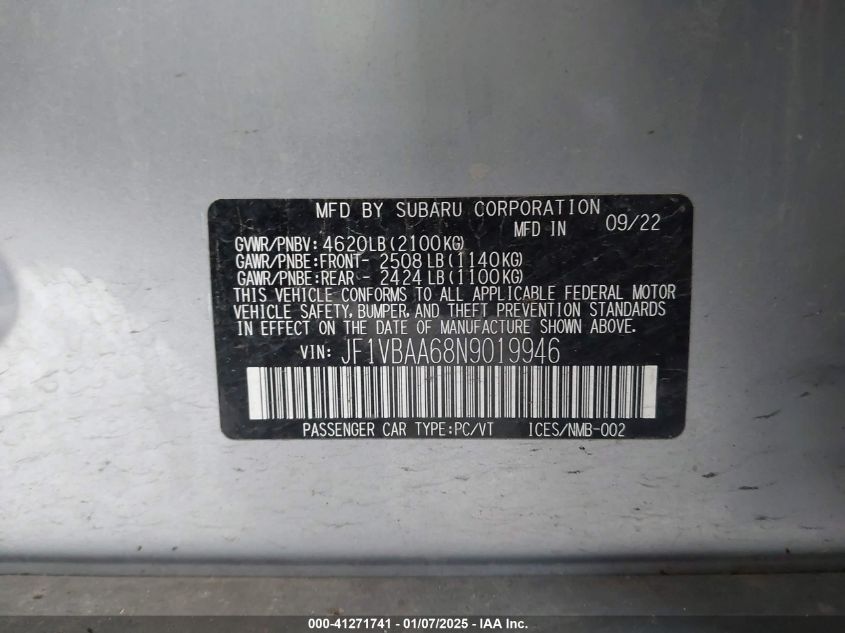 MFD BY SUBARU CORPORATION
MFD IN 09/22
GVWR/PNBV: 4620LB(2100KG)
GAWR/PNBE:FRONT- 2508LB(1140KG)
GAWR/PNBE:REAR - 2424LB(1100KG)
THIS VEHICLE CONFORMS TO ALL APPLICABLE FEDERAL MOTOR
VEHICLE SAFETY, BUMPER, AND THEFT PREVENTION STANDARDS
IN EFFECT ON THE DATE OF MANUFACTURE SHOWN ABOVE.
VIN: JF1VBAA68N9019946
PASSENGER CAR TYPE:PC/VT ICES/NMB-002
000-41271741 - 01/07/2025 - IAA Inc.